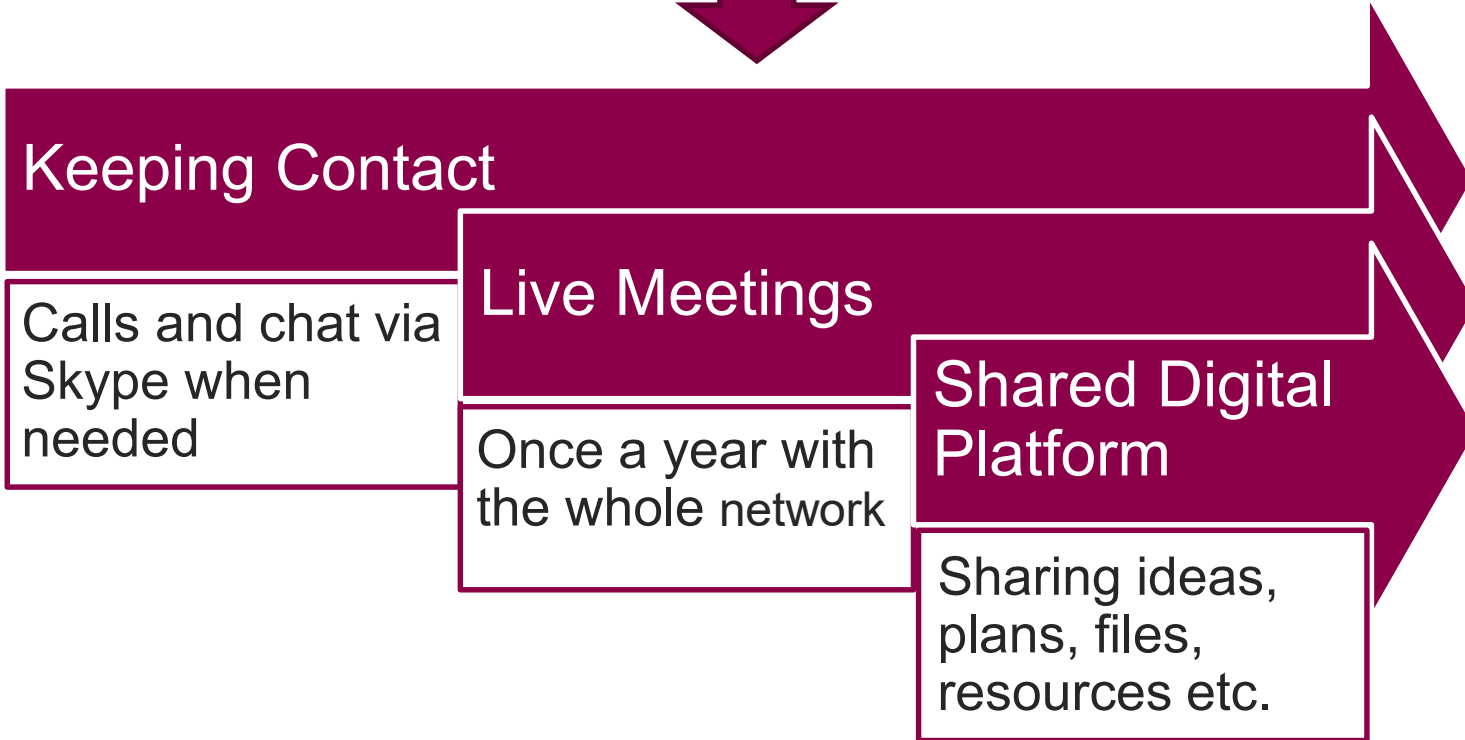 Keeping Contact
Calls and chat via
Skype when
needed
Live Meetings
Once a year with
the whole network
Shared Digital
Platform
Sharing ideas,
plans, files,
resources etc.